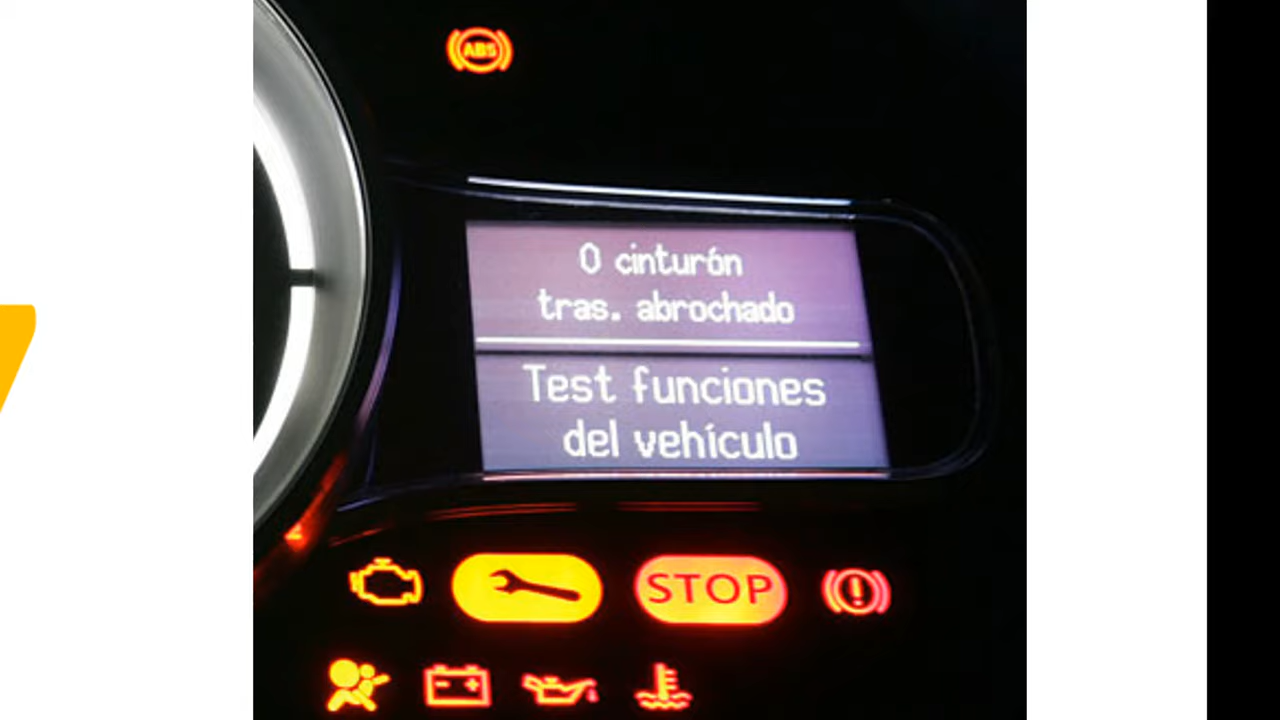 ABS
0 cinturón
tras. abrochado
Test funciones
del vehículo
STOP